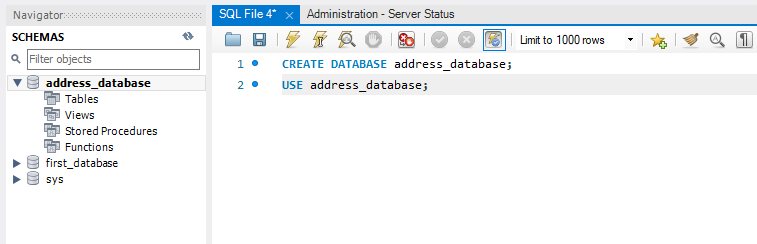 Navigator
SCHEMAS
Filter objects
address_database
Tables
Views
Stored Procedures
Functions
first_database
sys
SQL File 4*
Administration - Server Status
Limit to 1000 rows
1 CREATE DATABASE address_database;
2 USE address_database;